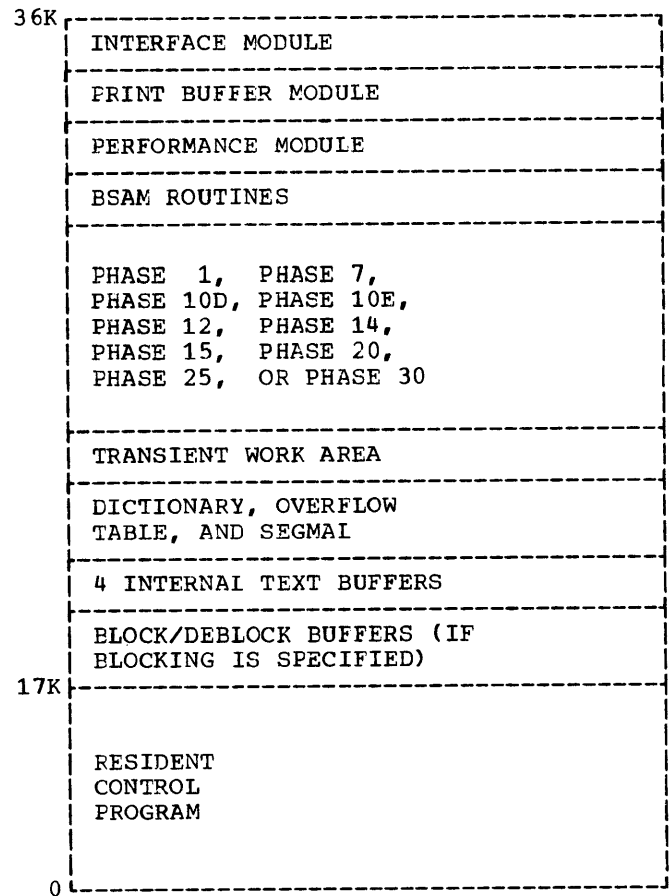 36K
INTERFACE MODULE
PRINT BUFFER MODULE
PERFORMANCE MODULE
BSAM ROUTINES
PHASE 1, PHASE 7,
PHASE 10D, PHASE 10E,
PHASE 12, PHASE 14,
PHASE 15, PHASE 20,
PHASE 25, OR PHASE 30
TRANSIENT WORK AREA
DICTIONARY, OVERFLOW
TABLE, AND SEGMAL
4 INTERNAL TEXT BUFFERS
BLOCK/DEBLOCK BUFFERS (IF
BLOCKING IS SPECIFIED)
17K
RESIDENT
CONTROL
PROGRAM
0